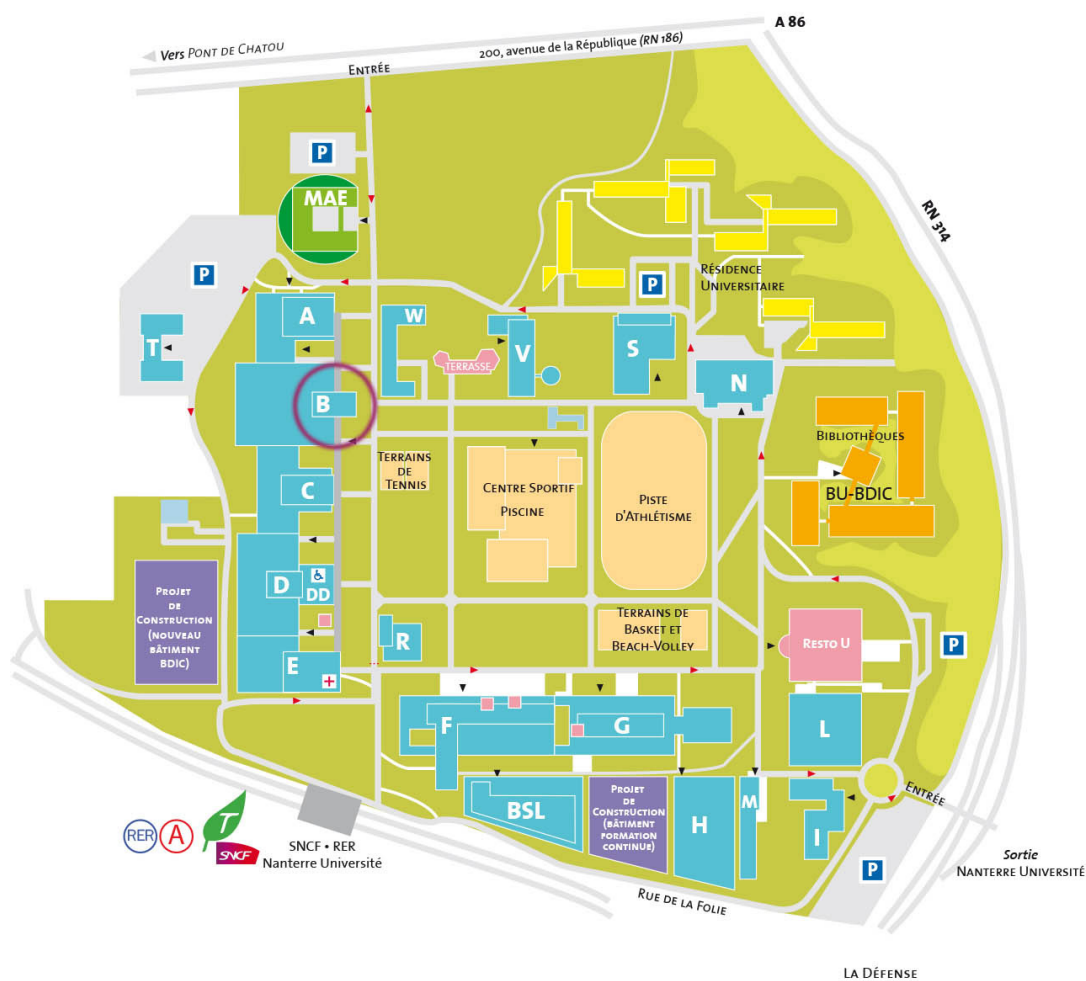 A 86
Vers PONT DE CHATOU
200, avenue de la République (RN 186)
ENTRÉE
P
MAE
RN 314
P
RÉSIDENCE
UNIVERSITAIRE
P
A
W
T
V
S
TERRASSE
N
B
BIBLIOTHÈQUES
TERRAINS
DE
TENNIS
C
CENTRE SPORTIF
PISCINE
PISTE
D'ATHLÉTISME
BU-BDIC
D
DD
PROJET
DE
CONSTRUCTION
(NOUVEAU
BÂTIMENT
BDIC)
TERRAINS DE
BASKET ET
BEACH-VOLLEY
R
RESTO U
P
E
F
G
L
ENTRÉE
BSL
PROJET
DE
CONSTRUCTION
(BÂTIMENT
FORMATION
CONTINUE)
H
M
I
RER
A
T
SNCF
SNCF • RER
Nanterre Université
Sortie
NANTERRE UNIVERSITÉ
P
RUE DE LA FOLIE
LA DÉFENSE